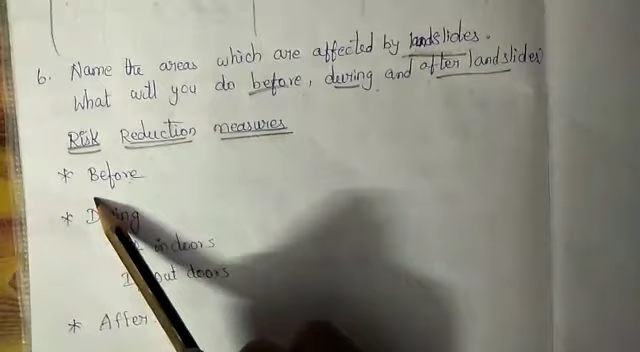 6. Name the areas which are affected by landslides.
What will you do before, during and after landslides
Risk Reduction measures
* Before
* During
indoors
out doors
* After